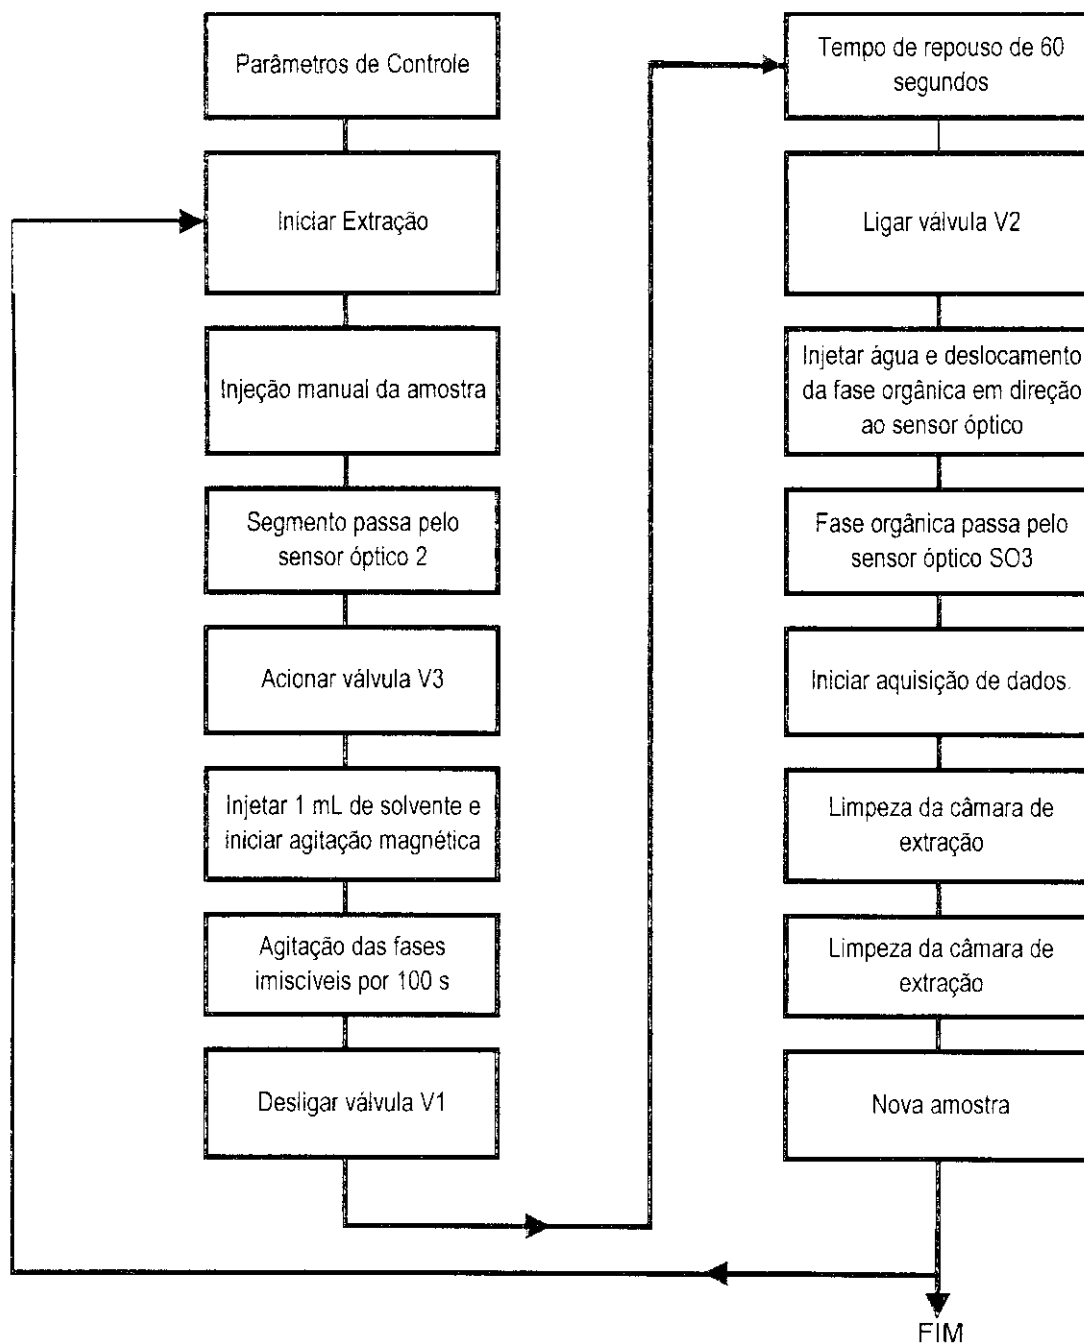 Parâmetros de Controle
Iniciar Extração
Injeção manual da amostra
Segmento passa pelo
sensor óptico 2
Acionar válvula V3
Injetar 1 mL de solvente e
iniciar agitação magnética
Agitação das fases
imiscíveis por 100 s
Desligar válvula V1
Tempo de repouso de 60
segundos
Ligar válvula V2
Injetar água e deslocamento
da fase orgânica em direção
ao sensor óptico
Fase orgânica passa pelo
sensor óptico SO3
Iniciar aquisição de dados.
Limpeza da câmara de
extração
Limpeza da câmara de
extração
Nova amostra
FIM